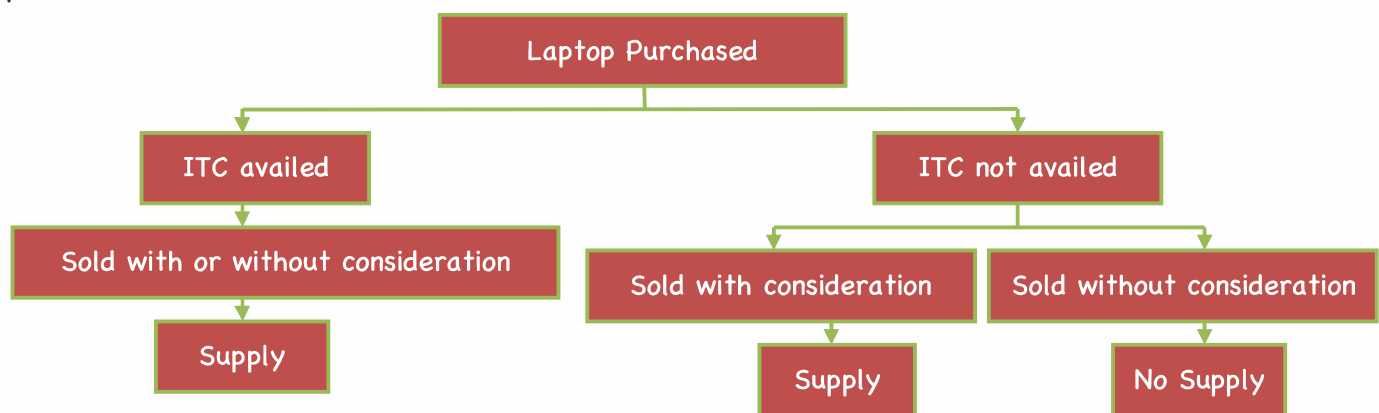 Laptop Purchased
ITC availed
ITC not availed
Sold with or without consideration
Sold with consideration
Sold without consideration
Supply
Supply
No Supply